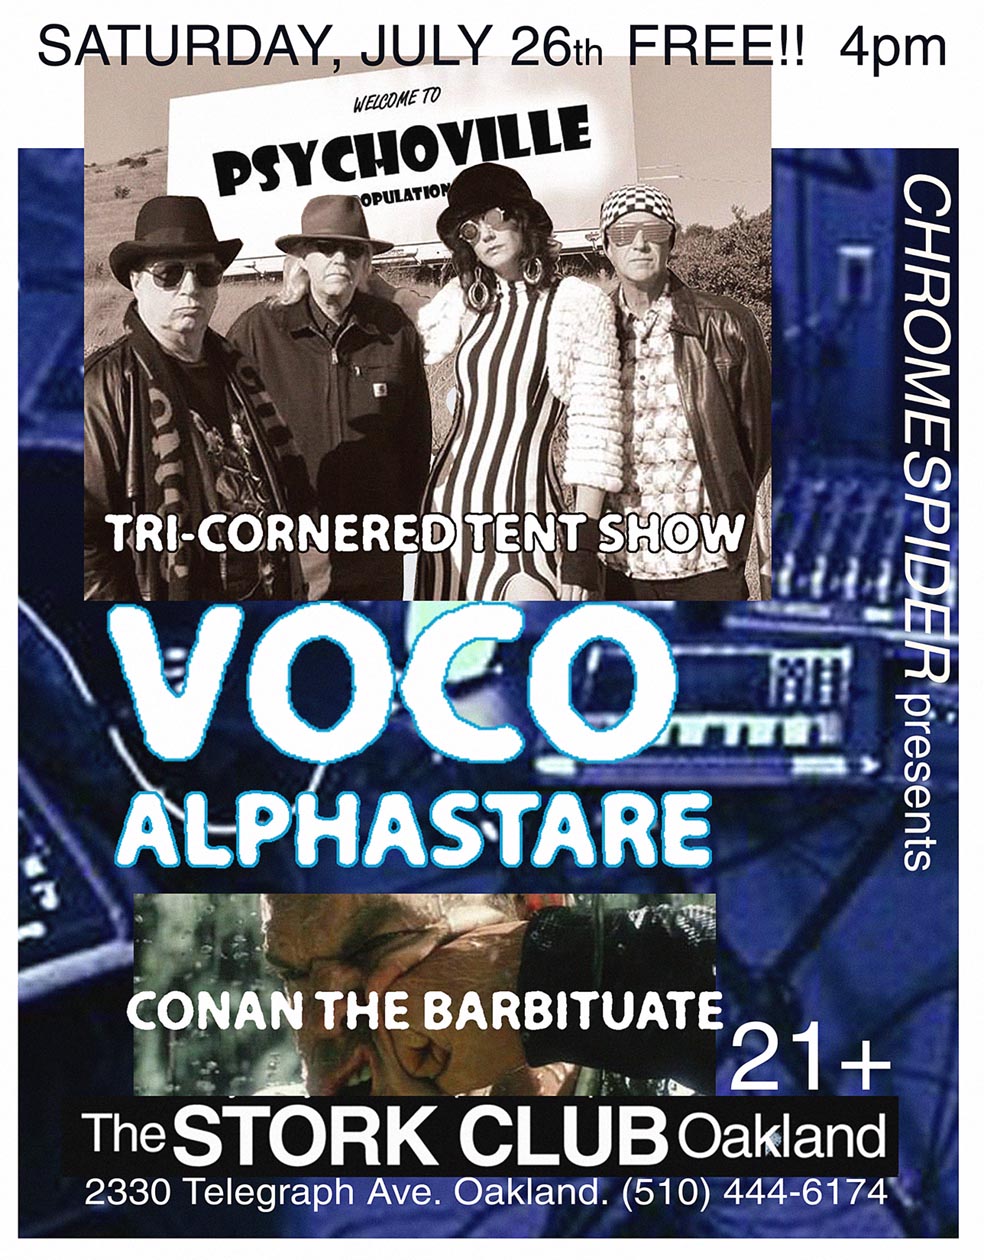 SATURDAY, JULY 26th FREE!! 4pm
WELCOME TO
PSYCHOVILLE
OPULATION
CHROMESPIDER presents
TRI-CORNERED TENT SHOW
VOCO
ALPHASTARE
CONAN THE BARBITUATE
21+
The STORK CLUB Oakland
2330 Telegraph Ave. Oakland. (510) 444-6174